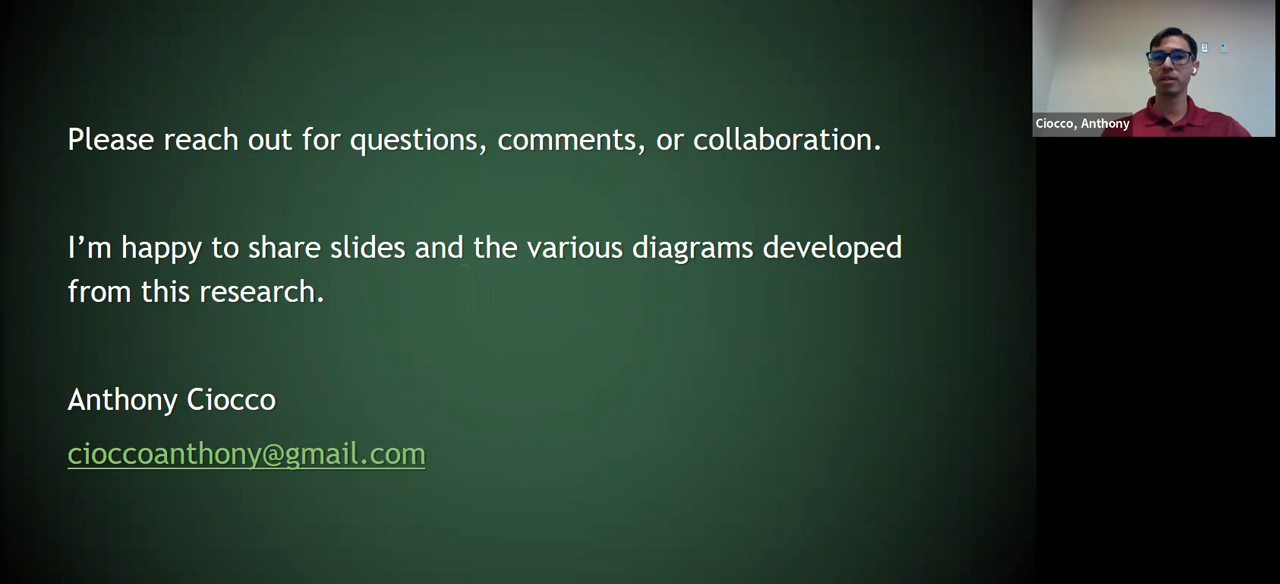 Please reach out for questions, comments, or collaboration.
I’m happy to share slides and the various diagrams developed
from this research.
Anthony Ciocco
cioccoanthony@gmail.com
Ciocco, Anthony